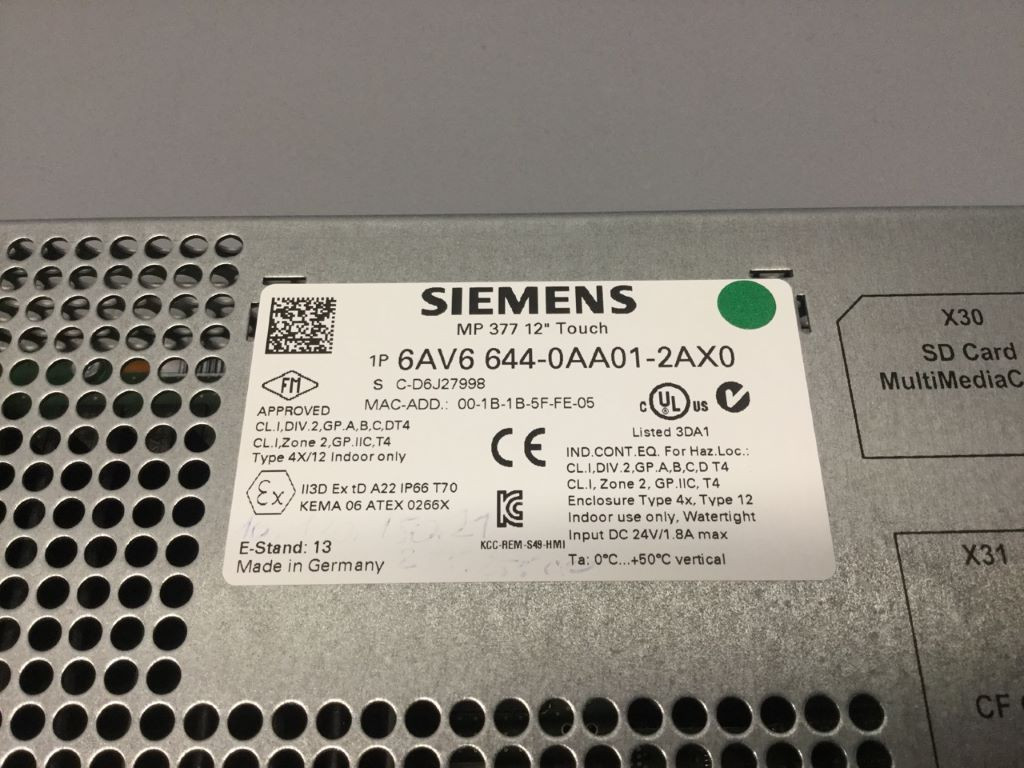 SIEMENS
MP 377 12" Touch
1P 6AV6 644-0AA01-2AX0
S C-D6J27998
MAC-ADD.: 00-1B-1B-5F-FE-05
FM
APPROVED
CL.I,DIV.2,GP.A,B,C,DT4
CL.I,Zone 2,GP.IIC,T4
Type 4X/12 Indoor only
Ex II3D Ex tD A22 IP66 T70
KEMA 06 ATEX 0266X
E-Stand: 13
Made in Germany
CE
KCC-REM-S49-HMI
C UL US
Listed 3DA1
IND.CONT.EQ. For Haz.Loc.:
CL.I,DIV.2,GP.A,B,C,D T4
CL.I, Zone 2, GP.IIC, T4
Enclosure Type 4x, Type 12
Indoor use only, Watertight
Input DC 24V/1.8A max
Ta: 0°C...+50°C vertical
X30
SD Card
MultiMediaC
X31
CF